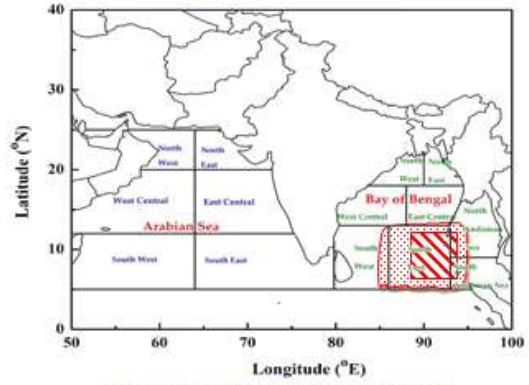 40
30
20
10
0
Latitude (°N)
North North
West East
West Central East Central
Arabian Sea
South West South East
North North
West East
Bay of Bengal
West Central East Central
North
Andaman
Sea
South
West
South
50 60 70 80 90 100
Longitude (°E)